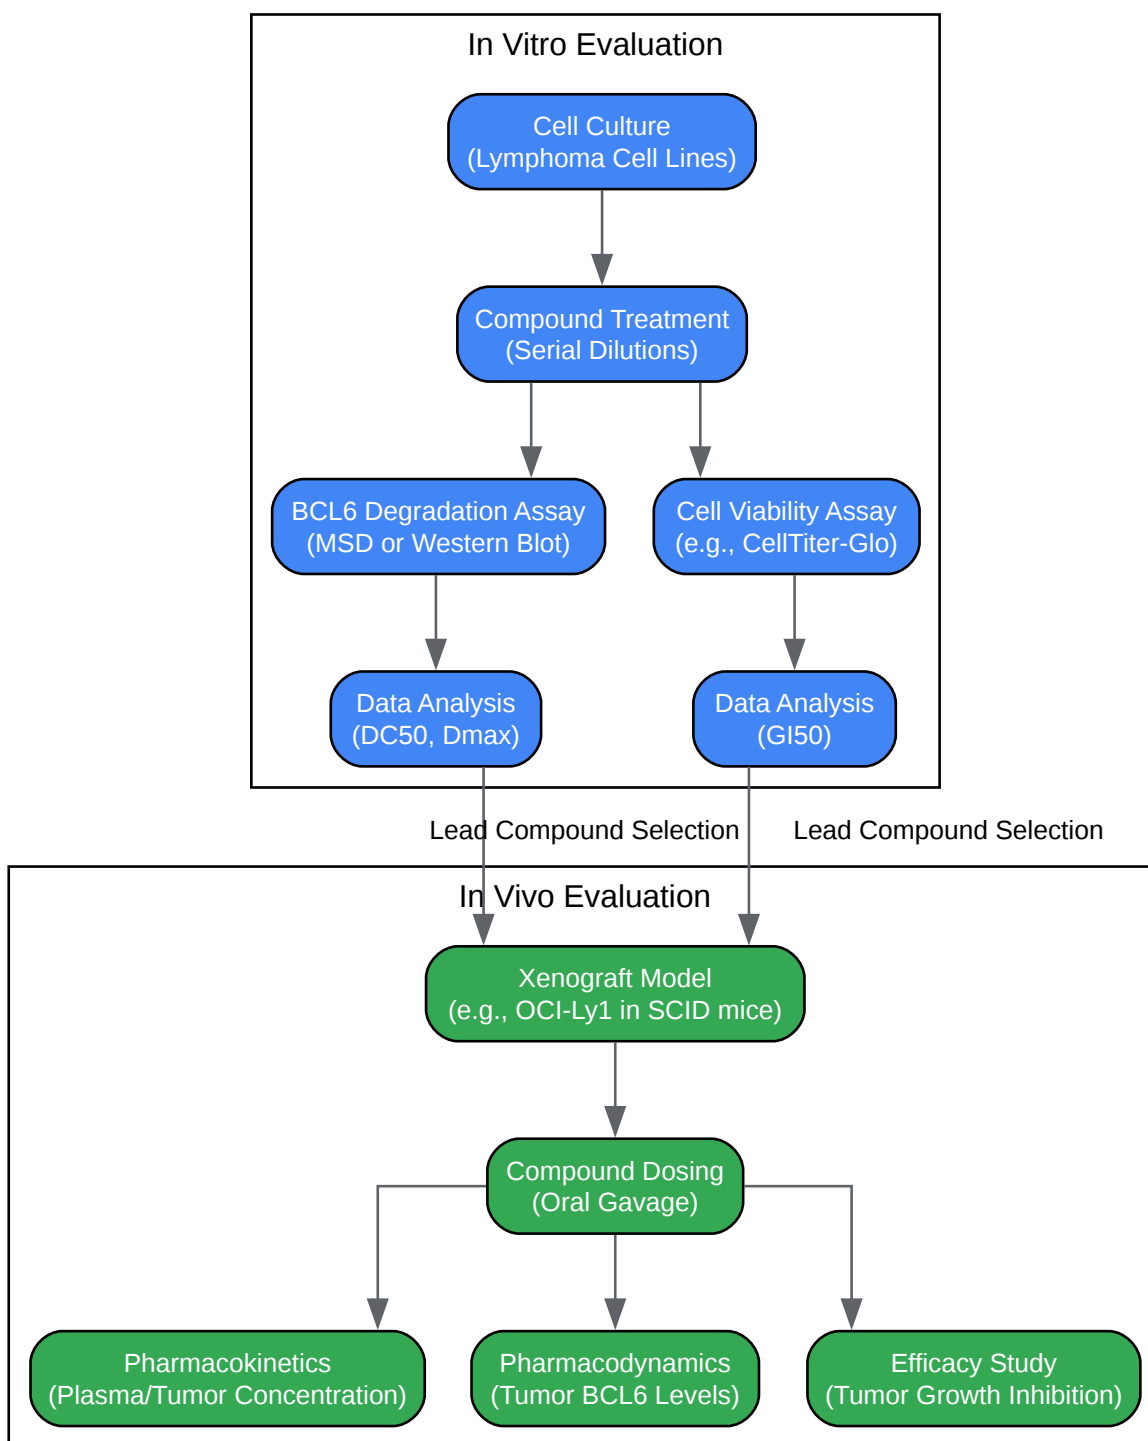 In Vitro Evaluation
Cell Culture
(Lymphoma Cell Lines)
Compound Treatment
(Serial Dilutions)
BCL6 Degradation Assay
(MSD or Western Blot)
Cell Viability Assay
(e.g., CellTiter-Glo)
Data Analysis
(DC50, Dmax)
Data Analysis
(GI50)
Lead Compound Selection
Lead Compound Selection
In Vivo Evaluation
Xenograft Model
(e.g., OCI-Ly1 in SCID mice)
Compound Dosing
(Oral Gavage)
Pharmacokinetics
(Plasma/Tumor Concentration)
Pharmacodynamics
(Tumor BCL6 Levels)
Efficacy Study
(Tumor Growth Inhibition)